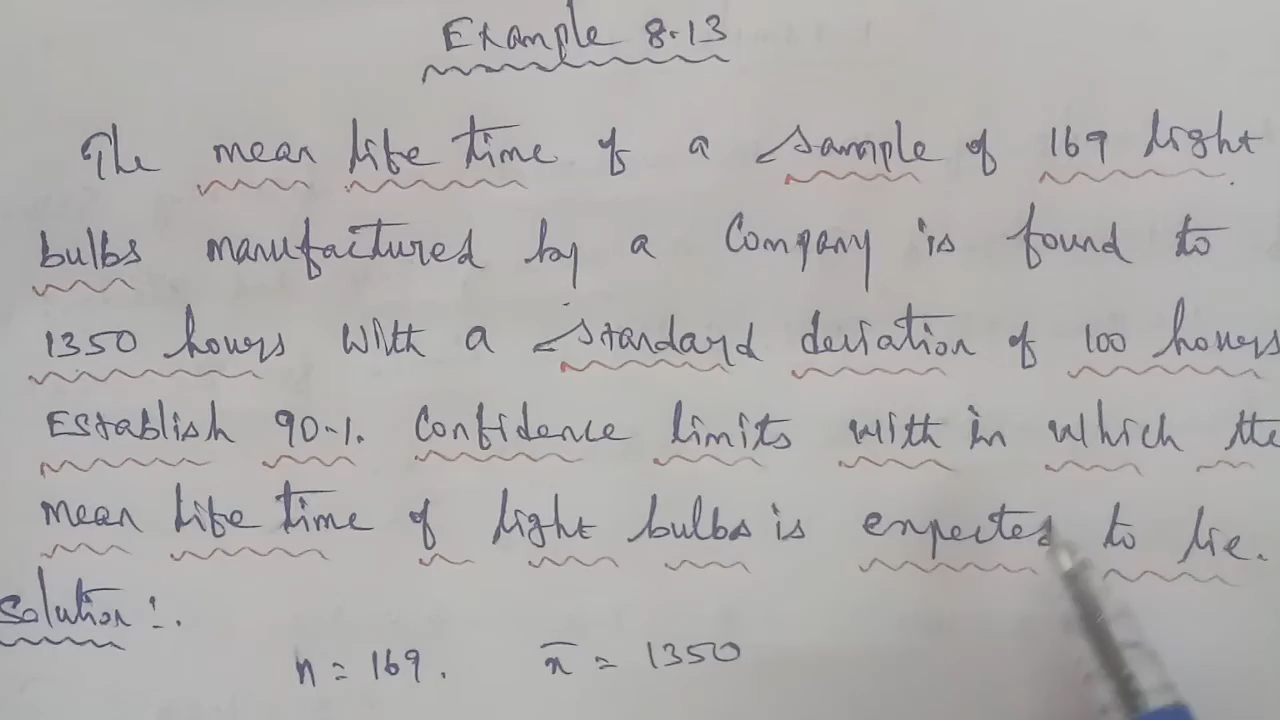 Example 8.13
The mean life time of a sample of 169 light
bulbs manufactured by a Company is found to
1350 hours with a standard deviation of 100 hours
Establish 90.1. Confidence limits with in which the
mean life time of light bulbs is expected to lie.
Solution :.
n = 169. x̄ = 1350